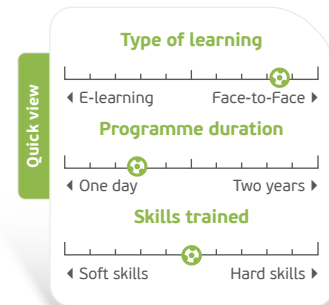 Quick view
Type of learning
◀ E-learning Face-to-Face ▶
Programme duration
◀ One day Two years ▶
Skills trained
◀ Soft skills Hard skills ▶